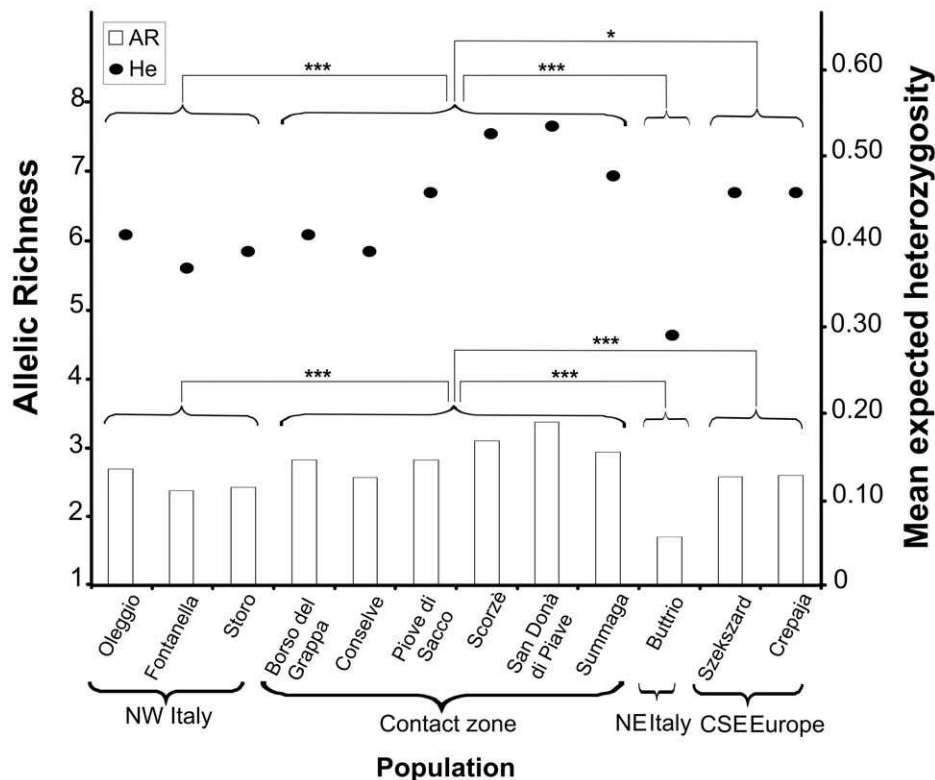 AR
He
*
***
***
***
***
***
Allelic Richness
8
7
6
5
4
3
2
1
0.60
0.50
0.40
0.30
0.20
0.10
0
Mean expected heterozygosity
Oleggio
Fontanella
Storo
Borso del
Grappa
Conselve
Piove di
Sacco
Scorzè
San Donà
di Piave
Summaga
Buttrio
Szekszard
Crepaja
NW Italy
Contact zone
NE Italy
CSE Europe
Population